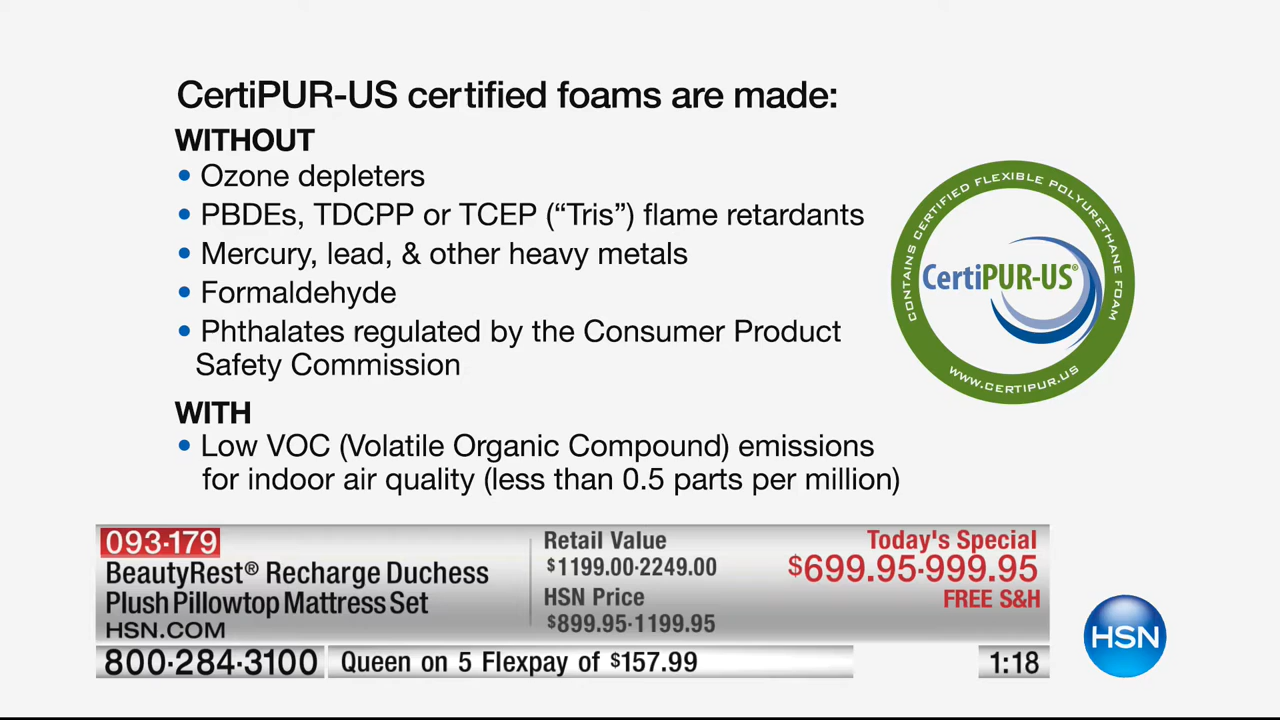 CertiPUR-US certified foams are made:
WITHOUT
• Ozone depleters
• PBDEs, TDCPP or TCEP (“Tris”) flame retardants
• Mercury, lead, & other heavy metals
• Formaldehyde
• Phthalates regulated by the Consumer Product
Safety Commission
WITH
• Low VOC (Volatile Organic Compound) emissions
for indoor air quality (less than 0.5 parts per million)
CONTAINS CERTIFIED FLEXIBLE POLYURETHANE FOAM
CertiPUR-US®
WWW.CERTIPUR.US
093-179
BeautyRest® Recharge Duchess
Plush Pillowtop Mattress Set
HSN.COM
Retail Value
$1199.00-2249.00
HSN Price
$899.95-1199.95
Today's Special
$699.95-999.95
FREE S&H
800-284-3100
Queen on 5 Flexpay of $157.99
1:18
HSN